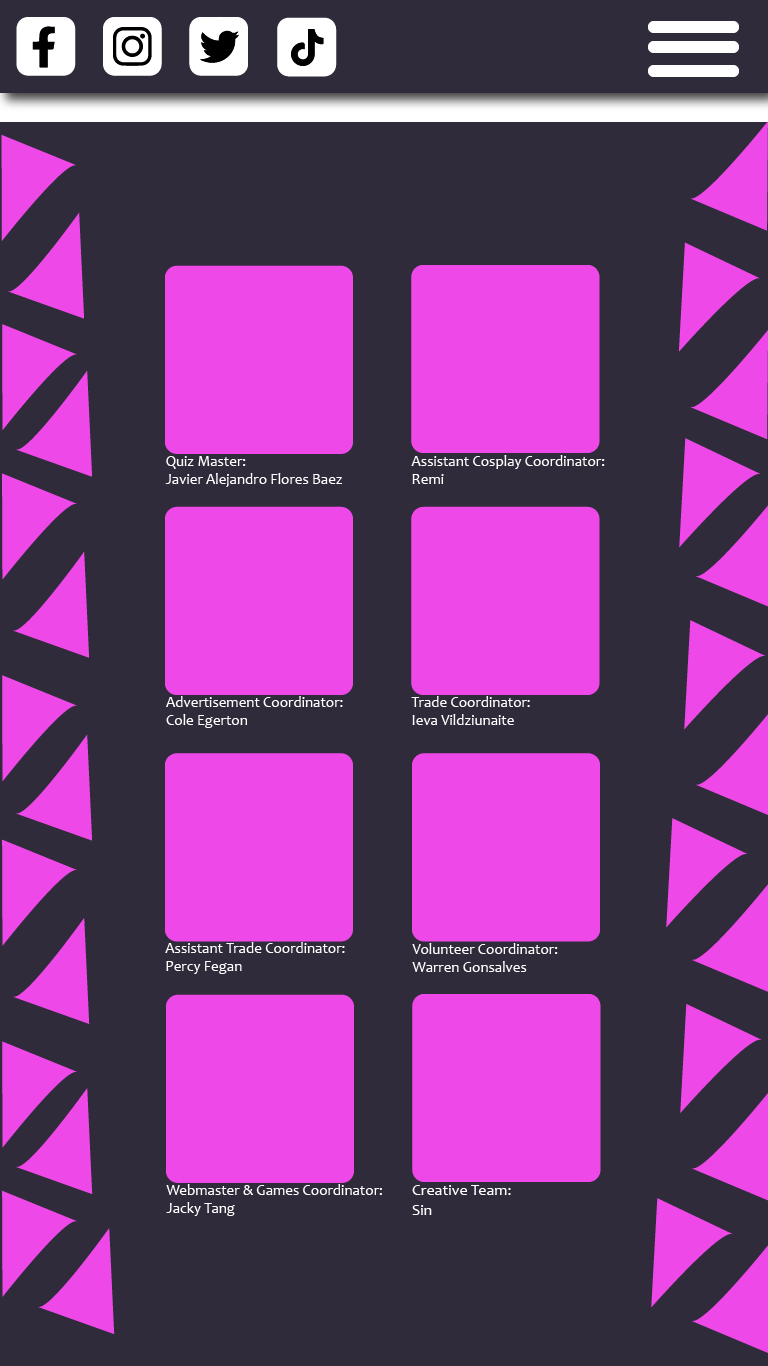 Quiz Master:
Javier Alejandro Flores Baez
Assistant Cosplay Coordinator:
Remi
Advertisement Coordinator:
Cole Egerton
Trade Coordinator:
Ieva Vildziunaite
Assistant Trade Coordinator:
Percy Fegan
Volunteer Coordinator:
Warren Gonsalves
Webmaster & Games Coordinator:
Jacky Tang
Creative Team:
Sin